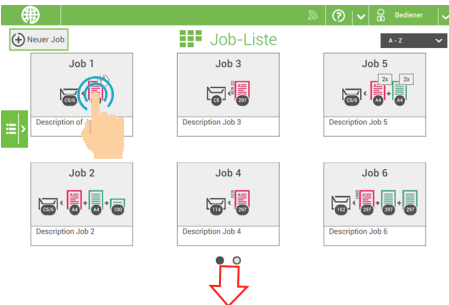 Bediener
Neuer Job
Job-Liste
A - Z
Job 1
C5/6
Description of
Job 3
C5
297
Description Job 3
Job 5
2x
2x
C5/6
A4
A4
Description Job 5
Job 2
C5/6
A4
A4
100
Description Job 2
Job 4
114
297
Description Job 4
Job 6
162
297
297
297
Description Job 6